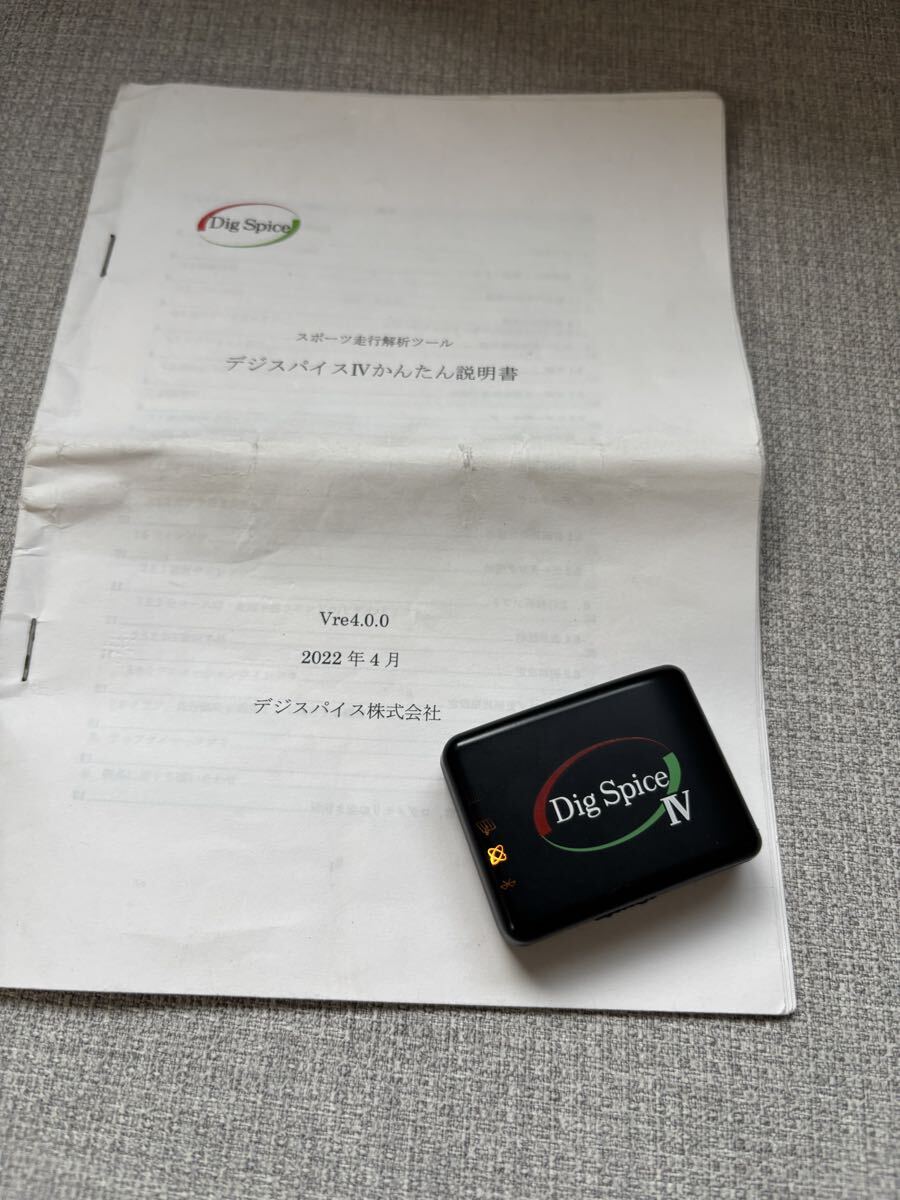 Dig Spice
スポーツ走行解析ツール
デジスパイスⅣかんたん説明書
Vre4.0.0
2022年4月
デジスパイス株式会社
Dig Spice
Ⅳ